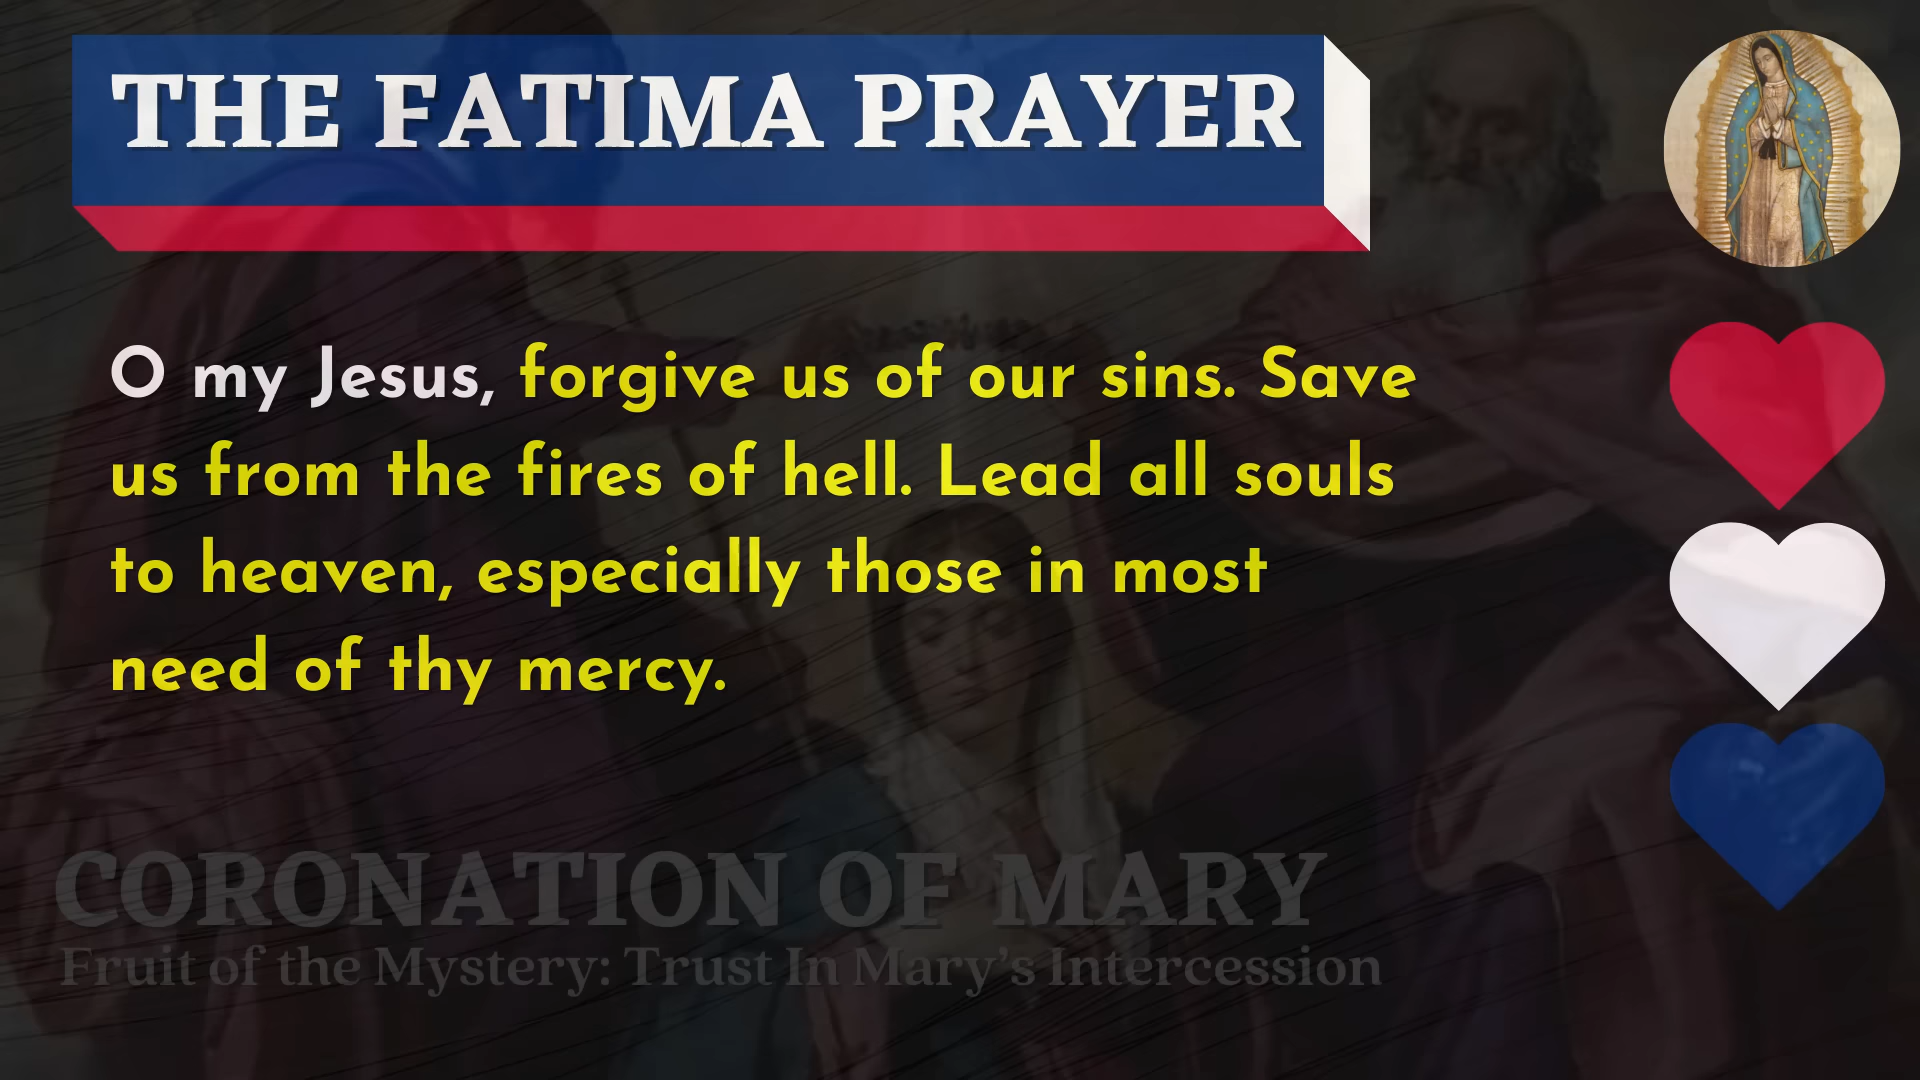 THE FATIMA PRAYER
O my Jesus, forgive us of our sins. Save
us from the fires of hell. Lead all souls
to heaven, especially those in most
need of thy mercy.
CORONATION OF MARY
Fruit of the Mystery: Trust In Mary’s Intercession